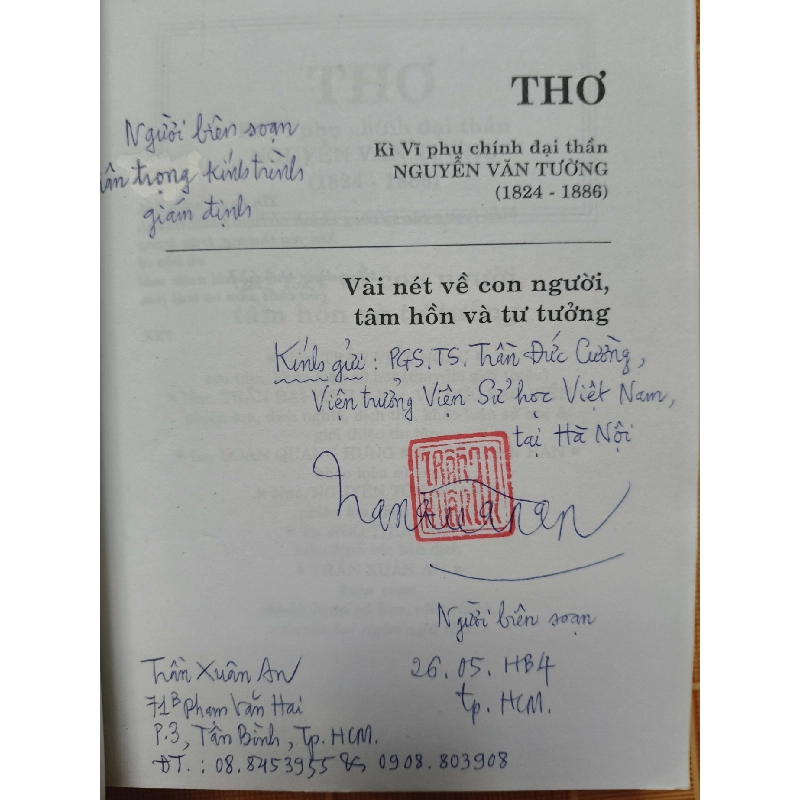 THƠ
Kì Vĩ phụ chính đại thần
NGUYỄN VĂN TƯỜNG
(1824 - 1886)
Người biên soạn
trọng kính trình
giám định
Vài nét về con người,
tâm hồn và tư tưởng
Kính gửi : PGS.TS. Trần Đức Cường,
Viện trưởng Viện Sử học Việt Nam,
tại Hà Nội
TRẦN
XUÂN AN
Người biên soạn
26.05.HB4
tp. HCM.
Trần Xuân An
71B Phạm Văn Hai
P.3, Tân Bình, Tp. HCM.
ĐT.: 08.8453955 & 0908.803908